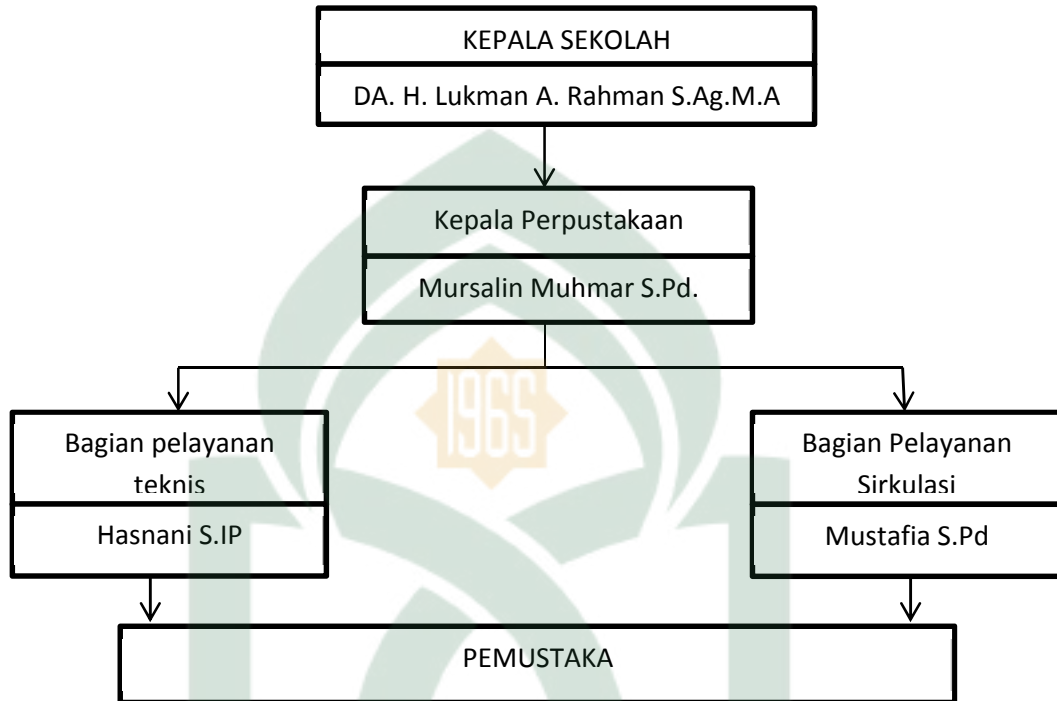 KEPALA SEKOLAH
DA. H. Lukman A. Rahman S.Ag.M.A
Kepala Perpustakaan
Mursalin Muhmar S.Pd.
1965
Bagian pelayanan
teknis
Hasnani S.IP
Bagian Pelayanan
Sirkulasi
Mustafia S.Pd
PEMUSTAKA